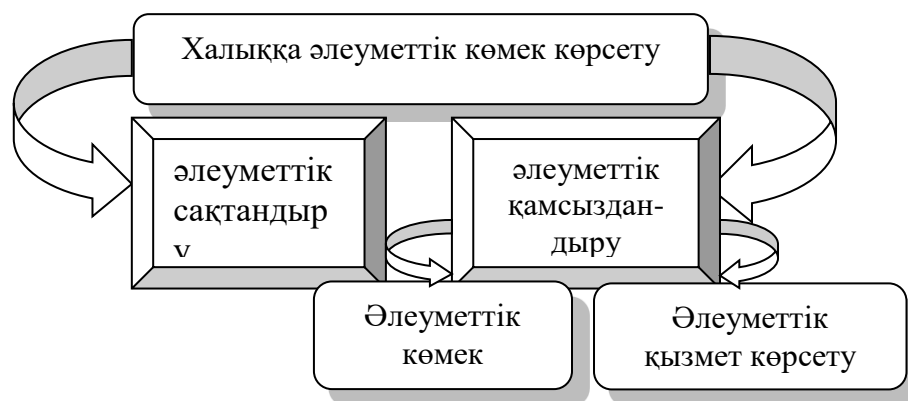 Халыққа әлеуметтік көмек көрсету
әлеуметтік
сақтандыр
у
әлеуметтік
қамсыздан-
дыру
Әлеуметтік
көмек
Әлеуметтік
қызмет көрсету